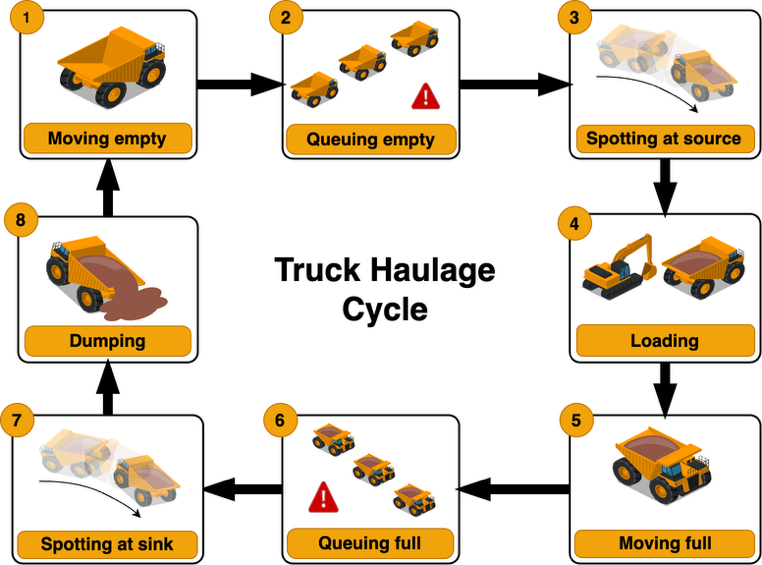 1
Moving empty
2
Queuing empty
3
Spotting at source
8
Dumping
Truck Haulage
Cycle
4
Loading
7
Spotting at sink
6
Queuing full
5
Moving full